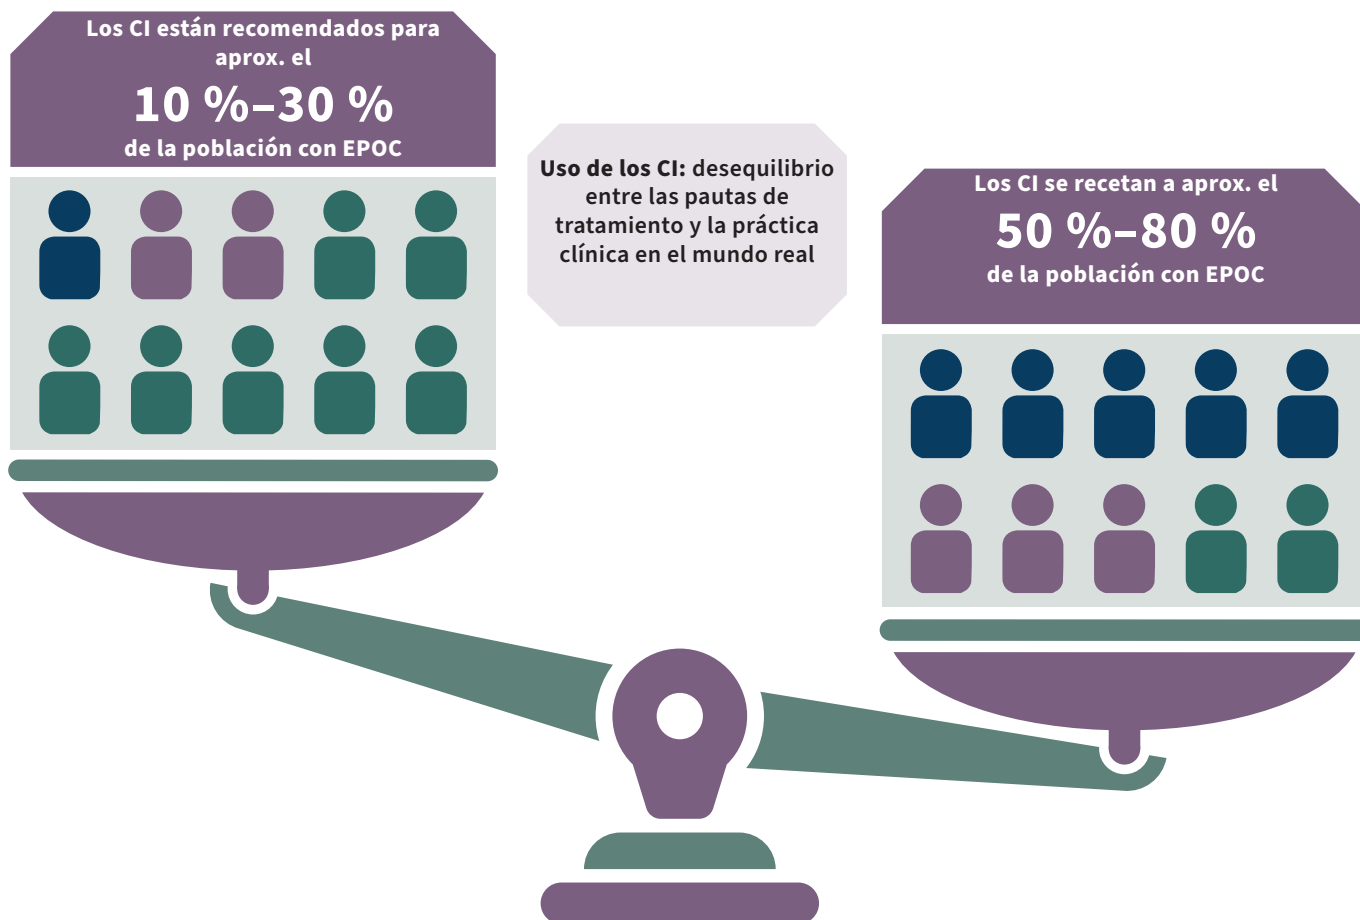 Los CI están recomendados para
aprox. el
10 %–30 %
de la población con EPOC
Uso de los CI: desequilibrio
entre las pautas de
tratamiento y la práctica
clínica en el mundo real
Los CI se recetan a aprox. el
50 %–80 %
de la población con EPOC